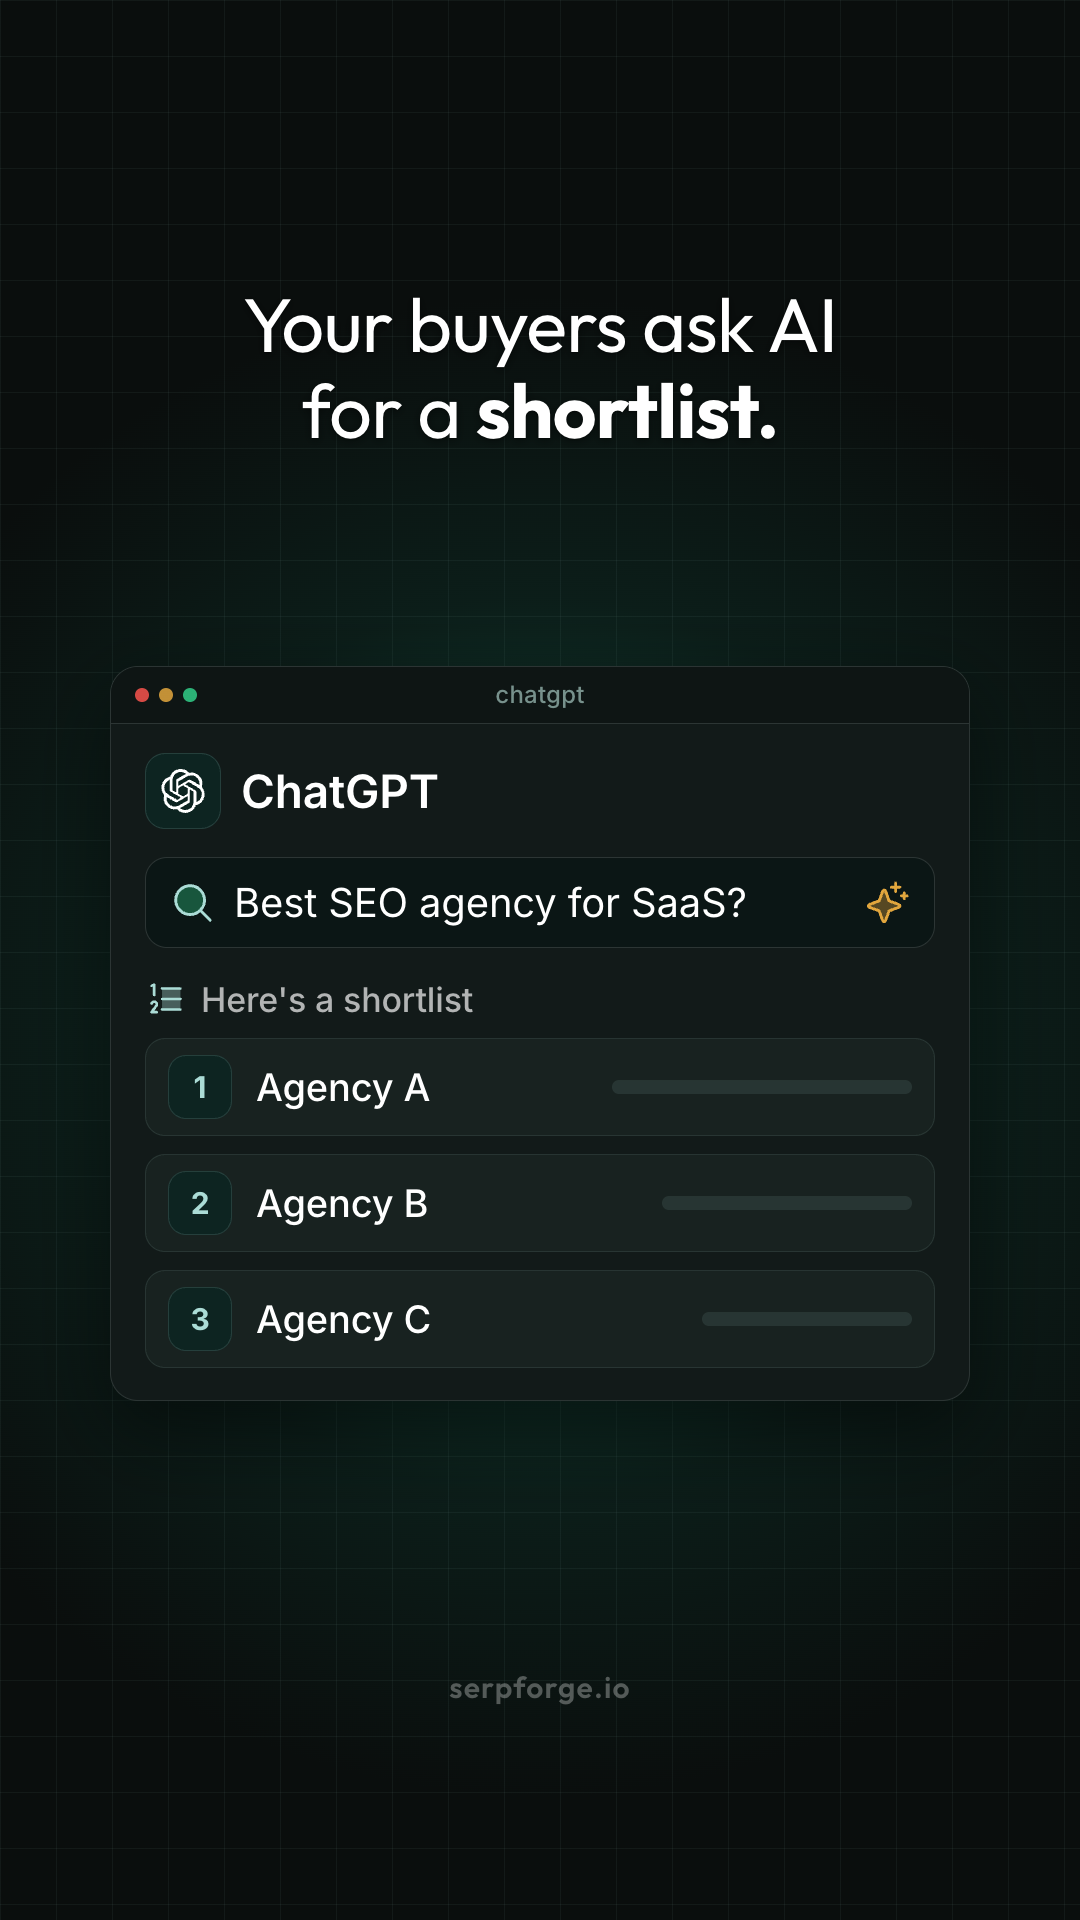 Your buyers ask AI
for a shortlist.
chatgpt
ChatGPT
Best SEO agency for SaaS?
Here's a shortlist
1 Agency A
2 Agency B
3 Agency C
serpforge.io